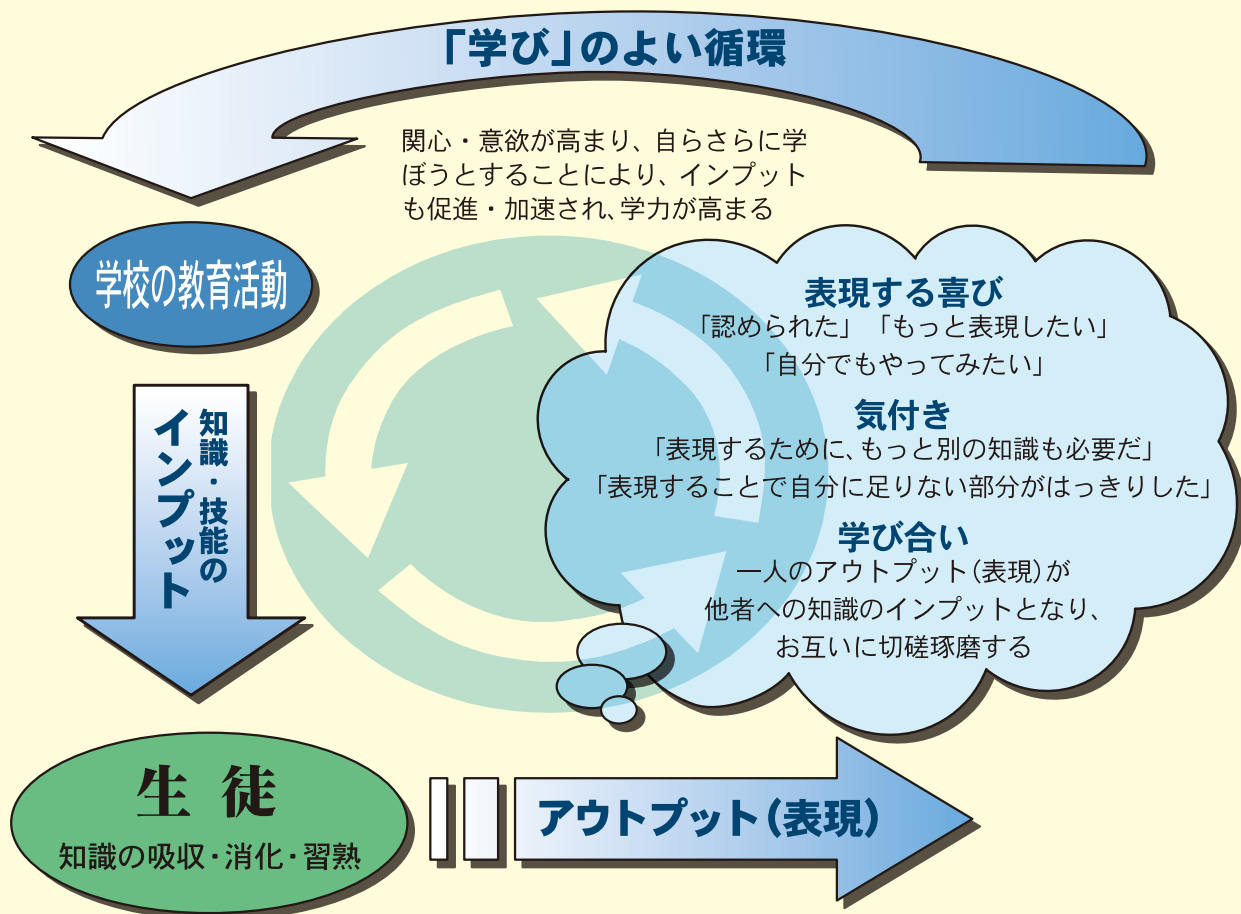 「学び」のよい循環
関心・意欲が高まり、自らさらに学
ぼうとすることにより、インプット
も促進・加速され、学力が高まる
学校の教育活動
知識・技能の
インプット
表現する喜び
「認められた」「もっと表現したい」
「自分でもやってみたい」
気付き
「表現するために、もっと別の知識も必要だ」
「表現することで自分に足りない部分がはっきりした」
学び合い
一人のアウトプット(表現)が
他者への知識のインプットとなり、
お互いに切磋琢磨する
生徒
知識の吸収・消化・習熟
アウトプット(表現)